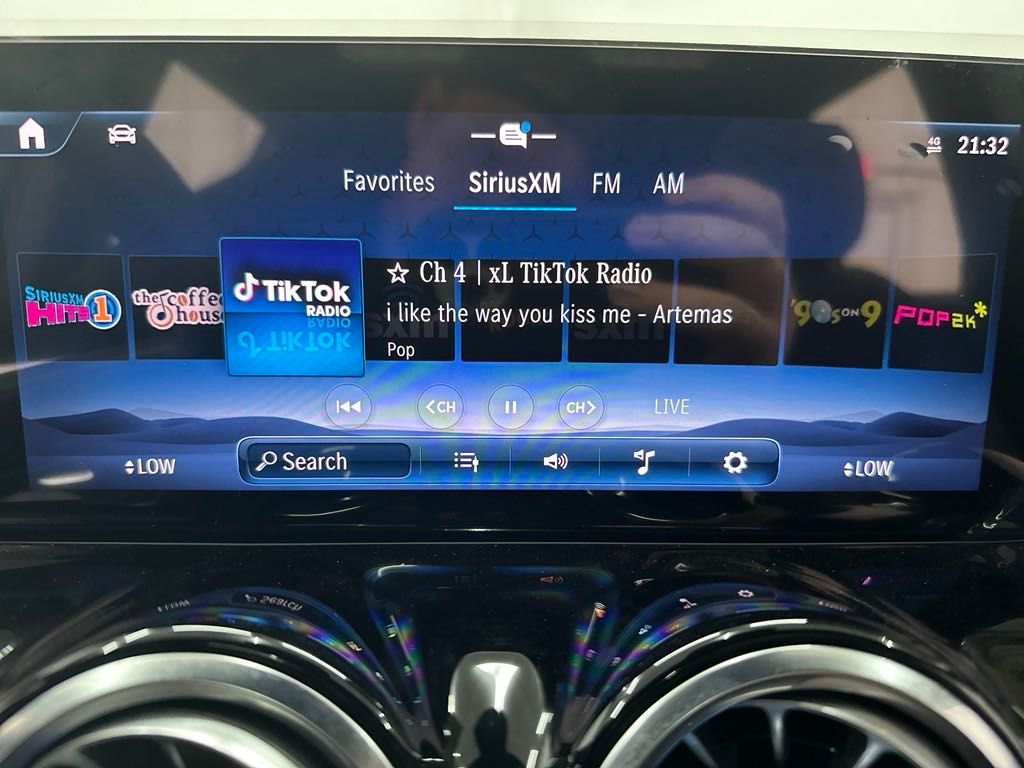 4G 21:32
Favorites SiriusXM FM AM
SIRIUSXM HITS 1
the coffee house
TikTok RADIO
Ch 4 | xL TikTok Radio
i like the way you kiss me - Artemas
Pop
'90s ON 9
POP2K
CH CH LIVE
LOW Search LOW